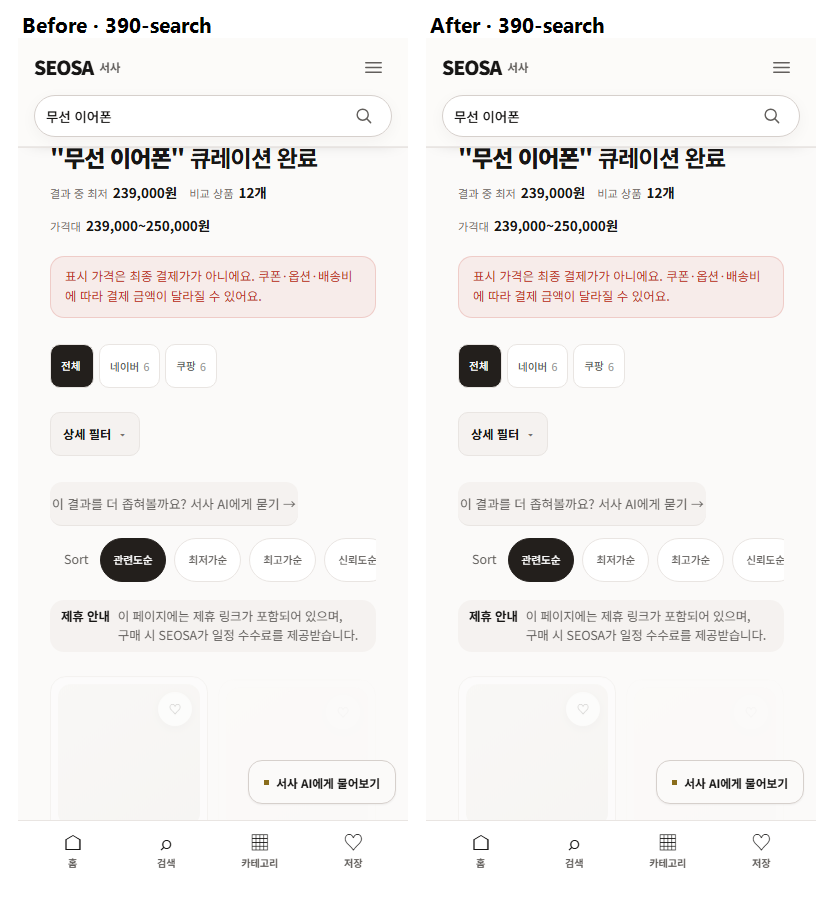 Before · 390-search
SEOSA 서사
무선 이어폰
"무선 이어폰" 큐레이션 완료
결과 중 최저 239,000원 비교 상품 12개
가격대 239,000~250,000원
표시 가격은 최종 결제가가 아니에요. 쿠폰·옵션·배송비
에 따라 결제 금액이 달라질 수 있어요.
전체 네이버 6 쿠팡 6
상세 필터
이 결과를 더 좁혀볼까요? 서사 AI에게 묻기 →
Sort 관련도순 최저가순 최고가순 신뢰도순
제휴 안내 이 페이지에는 제휴 링크가 포함되어 있으며,
구매 시 SEOSA가 일정 수수료를 제공받습니다.
서사 AI에게 물어보기
홈 검색 카테고리 저장
After · 390-search
SEOSA 서사
무선 이어폰
"무선 이어폰" 큐레이션 완료
결과 중 최저 239,000원 비교 상품 12개
가격대 239,000~250,000원
표시 가격은 최종 결제가가 아니에요. 쿠폰·옵션·배송비
에 따라 결제 금액이 달라질 수 있어요.
전체 네이버 6 쿠팡 6
상세 필터
이 결과를 더 좁혀볼까요? 서사 AI에게 묻기 →
Sort 관련도순 최저가순 최고가순 신뢰도순
제휴 안내 이 페이지에는 제휴 링크가 포함되어 있으며,
구매 시 SEOSA가 일정 수수료를 제공받습니다.
서사 AI에게 물어보기
홈 검색 카테고리 저장